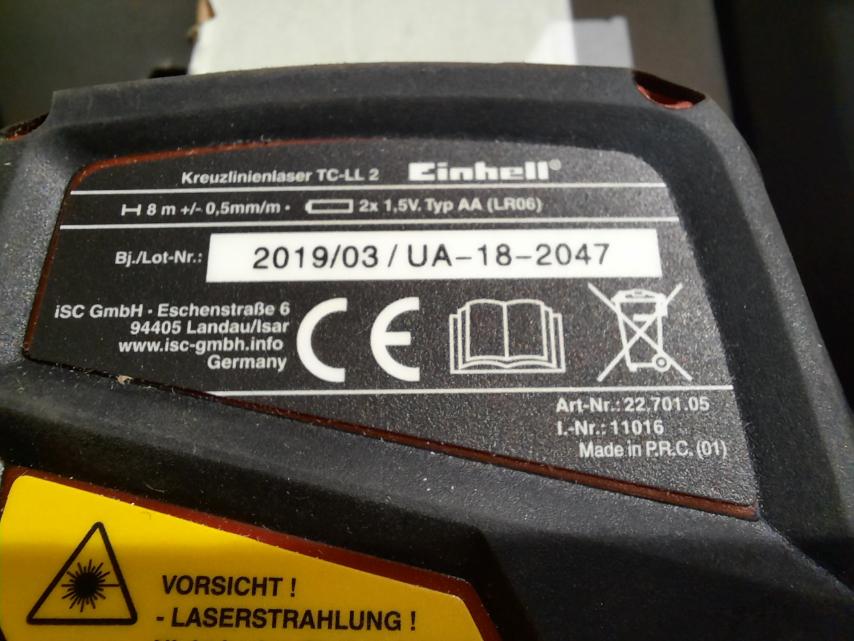 Kreuzlinienlaser TC-LL 2 Einhell®
8 m +/- 0,5mm/m • 2x 1,5V. Typ AA (LR06)
Bj./Lot-Nr.: 2019/03 / UA-18-2047
iSC GmbH · Eschenstraße 6
94405 Landau/Isar
www.isc-gmbh.info
Germany
CE
Art-Nr.: 22.701.05
I.-Nr.: 11016
Made in P.R.C. (01)
VORSICHT !
- LASERSTRAHLUNG !